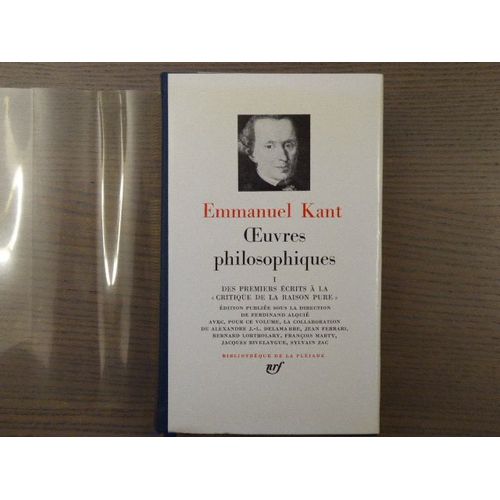 Emmanuel Kant
Œuvres
philosophiques
I
DES PREMIERS ÉCRITS À LA
« CRITIQUE DE LA RAISON PURE »
ÉDITION PUBLIÉE SOUS LA DIRECTION
DE FERDINAND ALQUIÉ
AVEC, POUR CE VOLUME, LA COLLABORATION
DE ALEXANDRE J.-L. DELAMARRE, JEAN FERRARI,
BERNARD LORTHOLARY, FRANÇOIS MARTY,
JACQUES RIVELAYGUE, SYLVAIN ZAC
BIBLIOTHÈQUE DE LA PLÉIADE
nrf